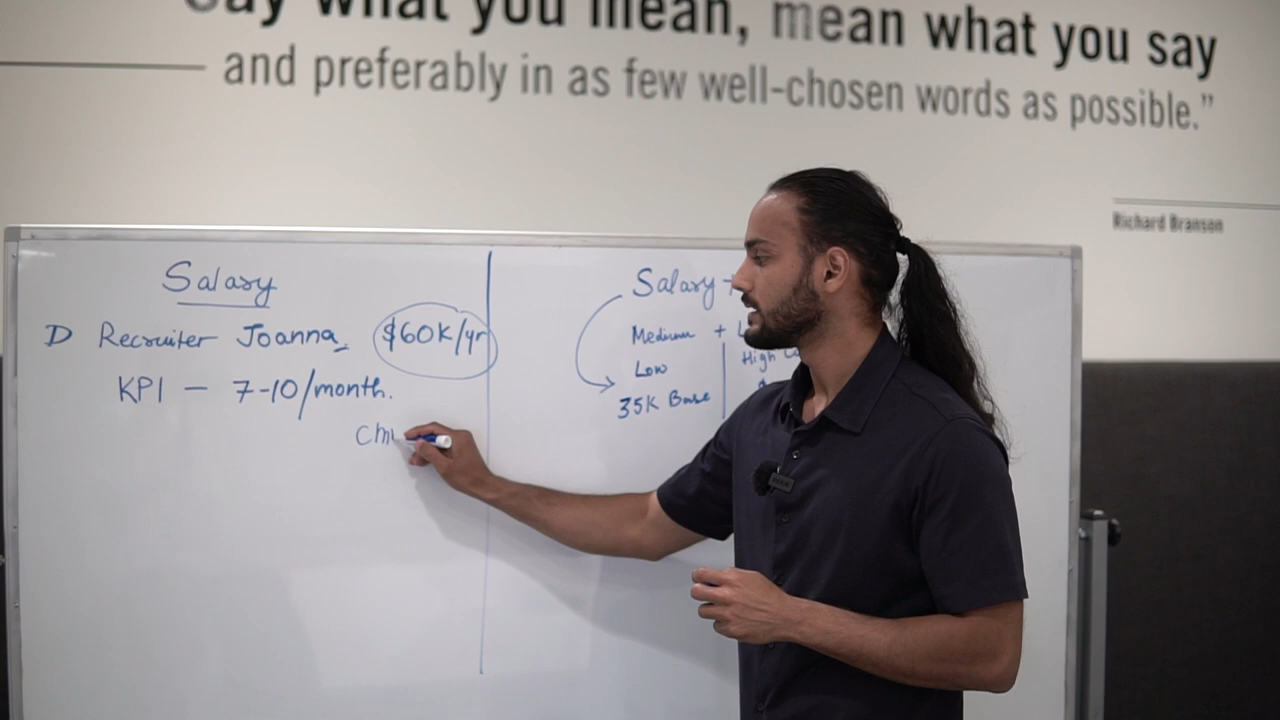 Say what you mean, mean what you say
and preferably in as few well-chosen words as possible.”
Richard Branson
Salary
D Recruiter Joanna $60K/yr
KPI – 7-10/month.
Salary +
Medium +
Low
35K Base
High